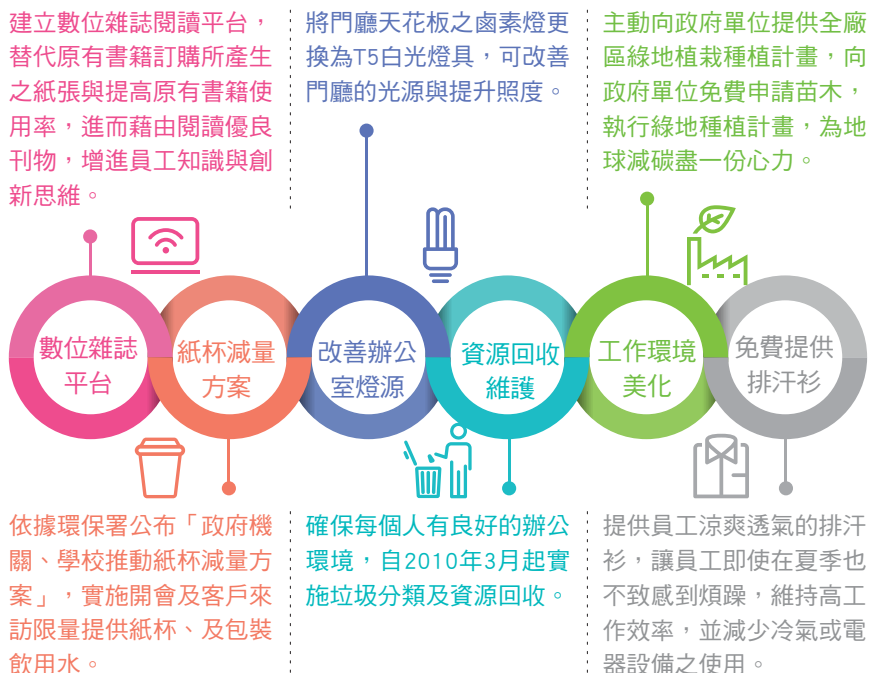 建立數位雜誌閱讀平台，
替代原有書籍訂購所產生
之紙張與提高原有書籍使
用率，進而藉由閱讀優良
刊物，增進員工知識與創
新思維。
將門廳天花板之鹵素燈更
換為T5白光燈具，可改善
門廳的光源與提升照度。
主動向政府單位提供全廠
區綠地植栽種植計畫，向
政府單位免費申請苗木，
執行綠地種植計畫，為地
球減碳盡一份心力。
數位雜誌
平台
紙杯減量
方案
改善辦公
室燈源
資源回收
維護
工作環境
美化
免費提供
排汗衫
依據環保署公布「政府機
關、學校推動紙杯減量方
案」，實施開會及客戶來
訪限量提供紙杯、及包裝
飲用水。
確保每個人有良好的辦公
環境，自2010年3月起實
施垃圾分類及資源回收。
提供員工涼爽透氣的排汗
衫，讓員工即使在夏季也
不致感到煩躁，維持高工
作效率，並減少冷氣或電
器設備之使用。